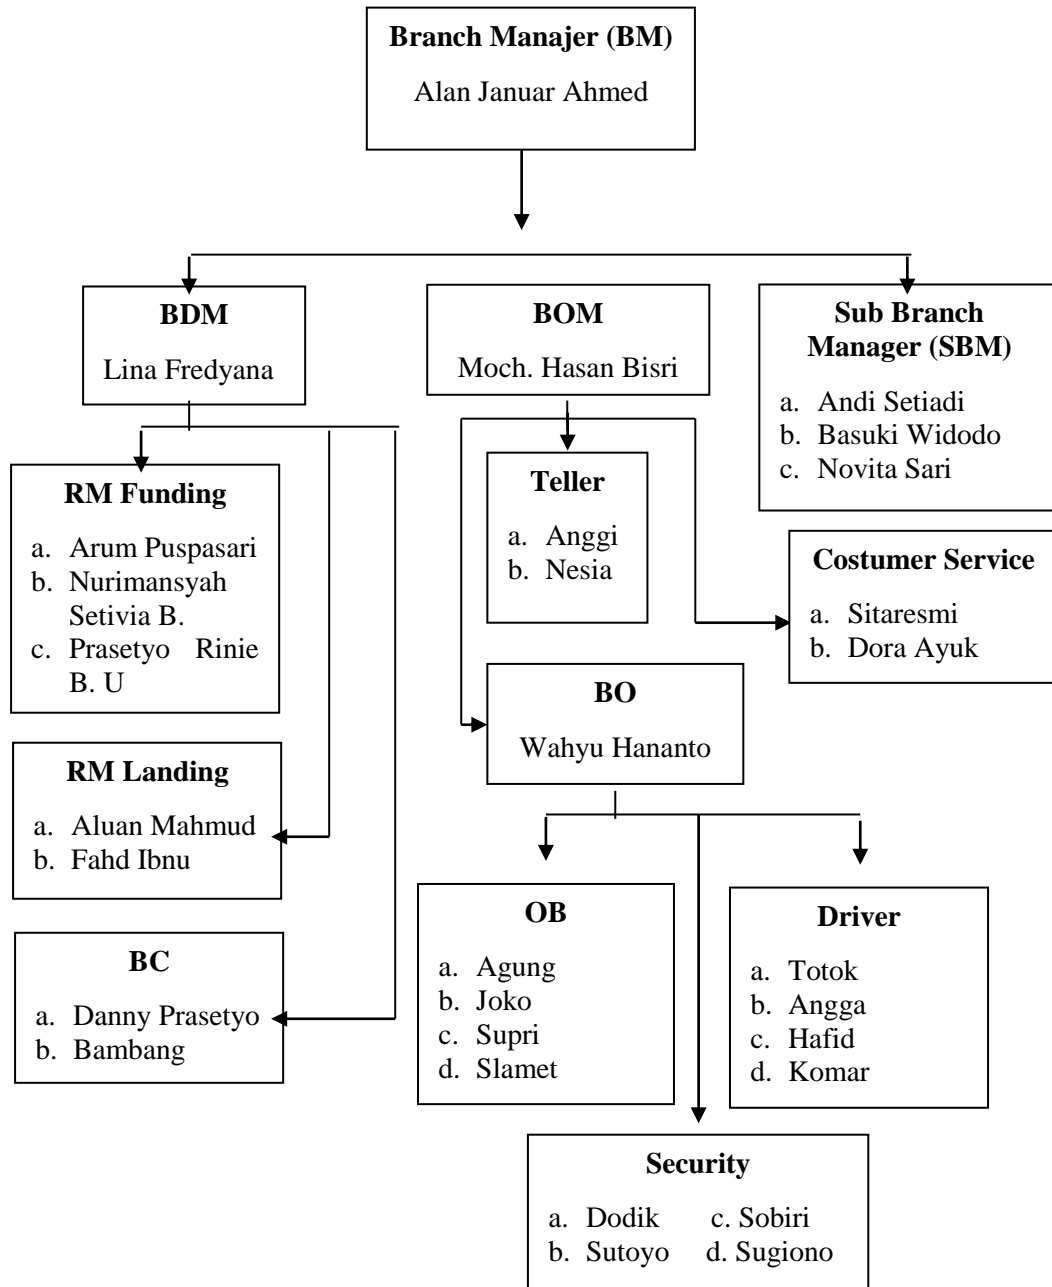 Branch Manajer (BM)
Alan Januar Ahmed
BDM
Lina Fredyana
BOM
Moch. Hasan Bisri
Sub Branch
Manager (SBM)
a. Andi Setiadi
b. Basuki Widodo
c. Novita Sari
RM Funding
a. Arum Puspasari
b. Nurimansyah
Setivia B.
c. Prasetyo Rinie
B. U
Teller
a. Anggi
b. Nesia
Costumer Service
a. Sitaresmi
b. Dora Ayuk
BO
Wahyu Hananto
RM Landing
a. Aluan Mahmud
b. Fahd Ibnu
BC
a. Danny Prasetyo
b. Bambang
OB
a. Agung
b. Joko
c. Supri
d. Slamet
Driver
a. Totok
b. Angga
c. Hafid
d. Komar
Security
a. Dodik c. Sobiri
b. Sutoyo d. Sugiono